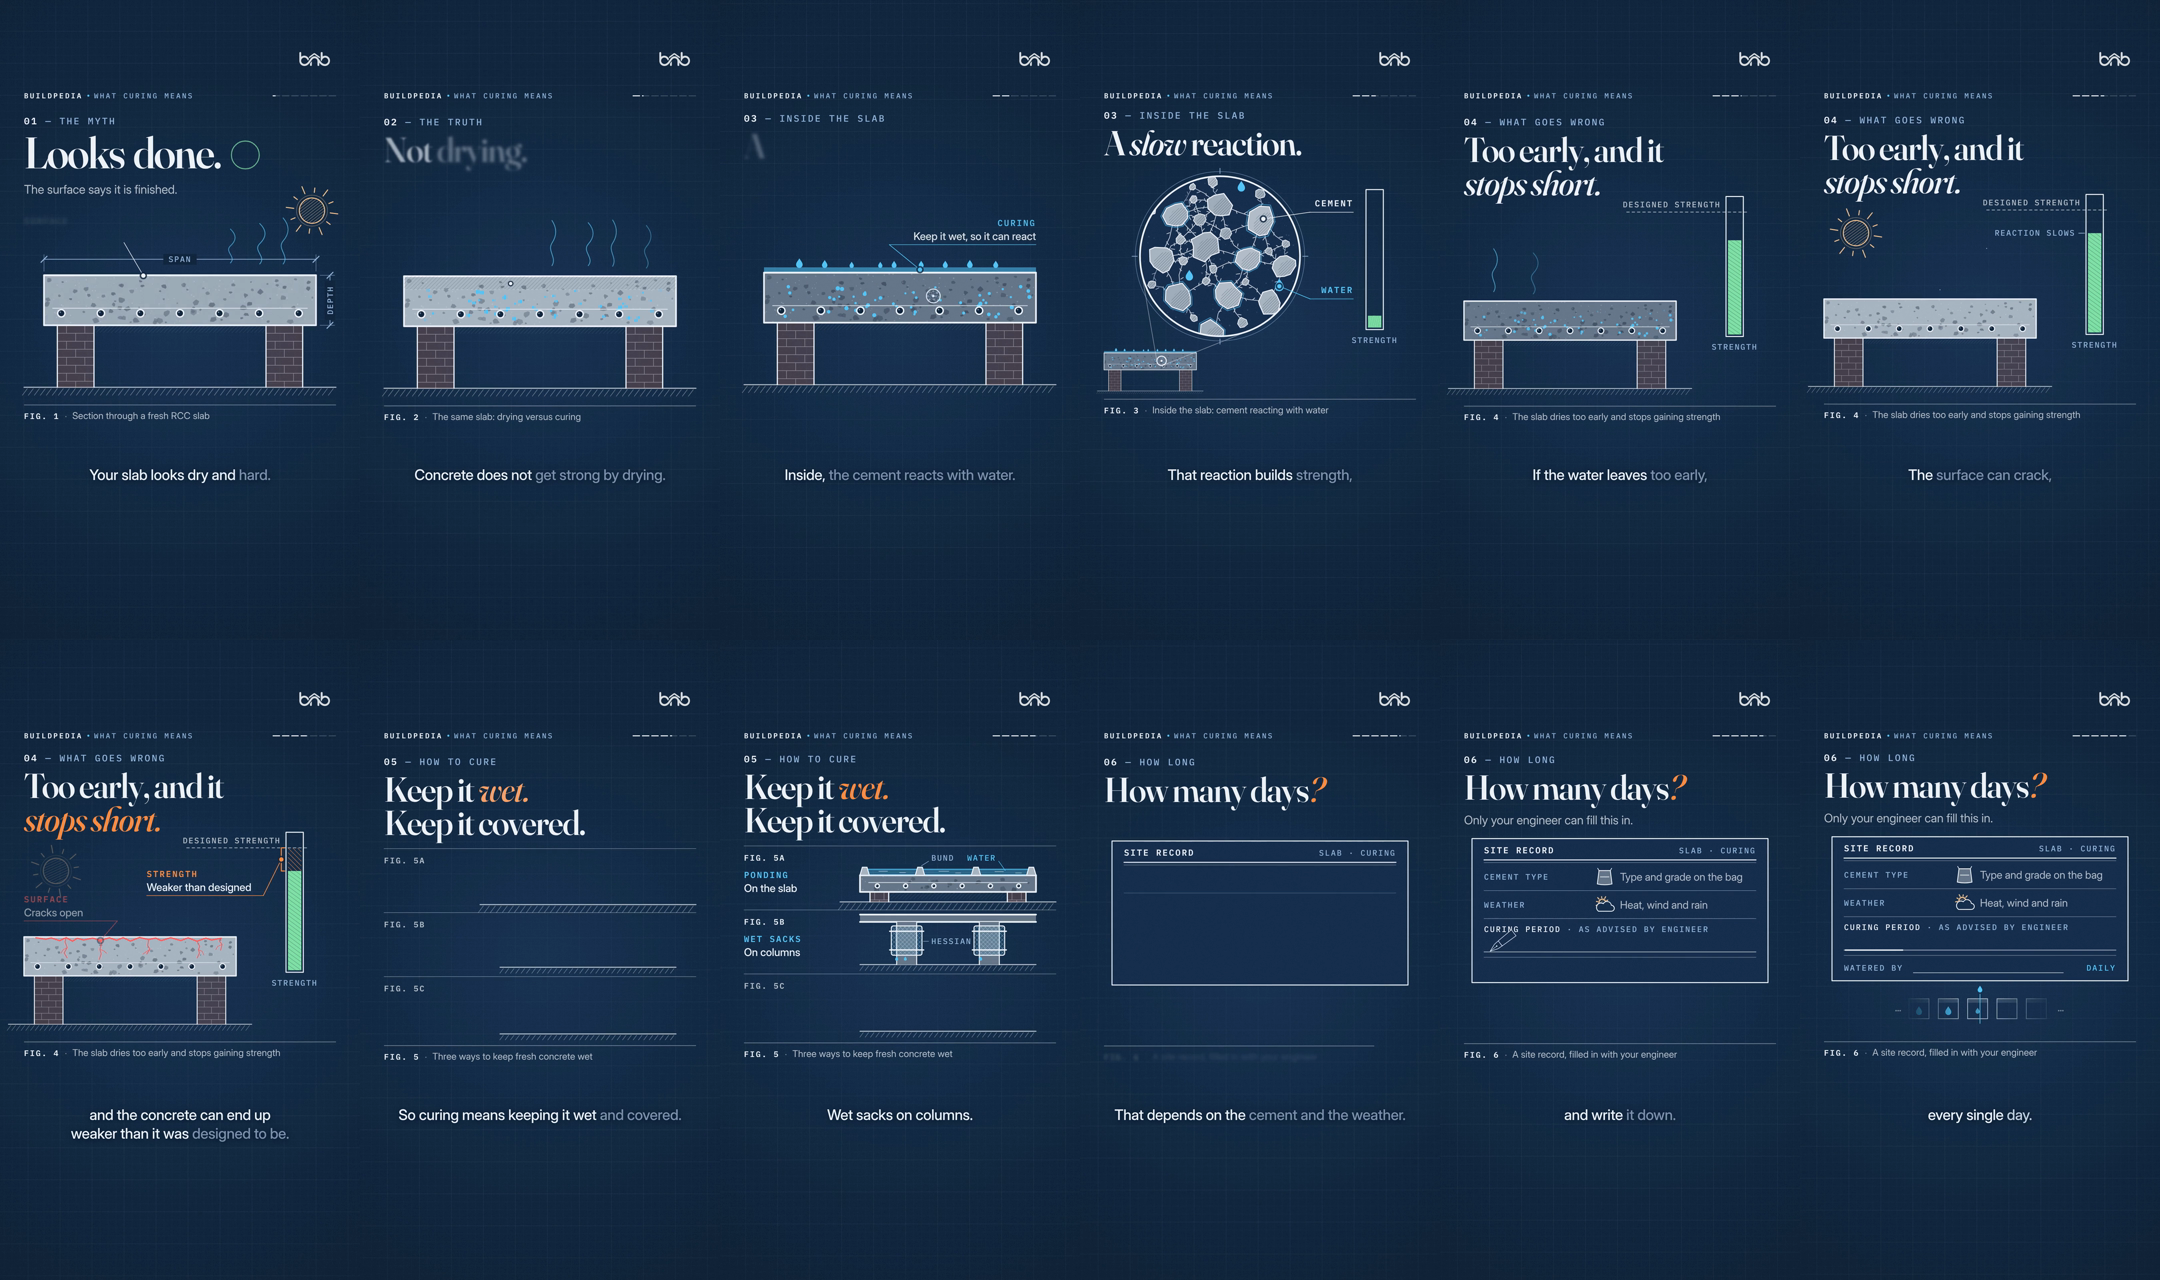 bnb
BUILDPEDIA • WHAT CURING MEANS
01 — THE MYTH
Looks done.
The surface says it is finished.
SPAN
DEPTH
FIG. 1 · Section through a fresh RCC slab
Your slab looks dry and hard.
bnb
BUILDPEDIA • WHAT CURING MEANS
02 — THE TRUTH
Not drying.
FIG. 2 · The same slab: drying versus curing
Concrete does not get strong by drying.
bnb
BUILDPEDIA • WHAT CURING MEANS
03 — INSIDE THE SLAB
A
CURING
Keep it wet, so it can react
Inside, the cement reacts with water.
bnb
BUILDPEDIA • WHAT CURING MEANS
03 — INSIDE THE SLAB
A slow reaction.
CEMENT
WATER
STRENGTH
FIG. 3 · Inside the slab: cement reacting with water
That reaction builds strength,
bnb
BUILDPEDIA • WHAT CURING MEANS
04 — WHAT GOES WRONG
Too early, and it
stops short.
DESIGNED STRENGTH
STRENGTH
FIG. 4 · The slab dries too early and stops gaining strength
If the water leaves too early,
bnb
BUILDPEDIA • WHAT CURING MEANS
04 — WHAT GOES WRONG
Too early, and it
stops short.
DESIGNED STRENGTH
REACTION SLOWS
STRENGTH
FIG. 4 · The slab dries too early and stops gaining strength
The surface can crack,
bnb
BUILDPEDIA • WHAT CURING MEANS
04 — WHAT GOES WRONG
Too early, and it
stops short.
DESIGNED STRENGTH
STRENGTH
Weaker than designed
SURFACE
Cracks open
STRENGTH
FIG. 4 · The slab dries too early and stops gaining strength
and the concrete can end up
weaker than it was designed to be.
bnb
BUILDPEDIA • WHAT CURING MEANS
05 — HOW TO CURE
Keep it wet.
Keep it covered.
FIG. 5A
FIG. 5B
FIG. 5C
FIG. 5 · Three ways to keep fresh concrete wet
So curing means keeping it wet and covered.
bnb
BUILDPEDIA • WHAT CURING MEANS
05 — HOW TO CURE
Keep it wet.
Keep it covered.
FIG. 5A
BUND WATER
PONDING
On the slab
FIG. 5B
WET SACKS
HESSIAN
On columns
FIG. 5C
FIG. 5 · Three ways to keep fresh concrete wet
Wet sacks on columns.
bnb
BUILDPEDIA • WHAT CURING MEANS
06 — HOW LONG
How many days?
SITE RECORD SLAB · CURING
FIG. 6 · A site record, filled in with your engineer
That depends on the cement and the weather.
bnb
BUILDPEDIA • WHAT CURING MEANS
06 — HOW LONG
How many days?
Only your engineer can fill this in.
SITE RECORD SLAB · CURING
CEMENT TYPE Type and grade on the bag
WEATHER Heat, wind and rain
CURING PERIOD · AS ADVISED BY ENGINEER
FIG. 6 · A site record, filled in with your engineer
and write it down.
bnb
BUILDPEDIA • WHAT CURING MEANS
06 — HOW LONG
How many days?
Only your engineer can fill this in.
SITE RECORD SLAB · CURING
CEMENT TYPE Type and grade on the bag
WEATHER Heat, wind and rain
CURING PERIOD · AS ADVISED BY ENGINEER
WATERED BY DAILY
FIG. 6 · A site record, filled in with your engineer
every single day.